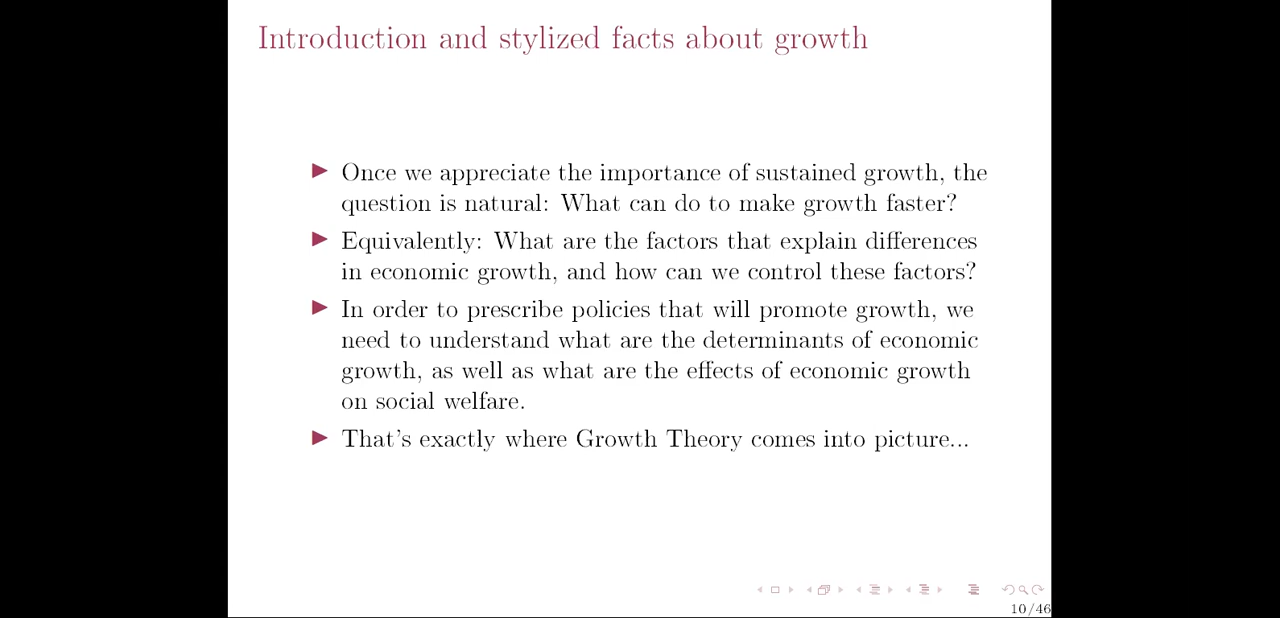 Introduction and stylized facts about growth
Once we appreciate the importance of sustained growth, the
question is natural: What can do to make growth faster?
Equivalently: What are the factors that explain differences
in economic growth, and how can we control these factors?
In order to prescribe policies that will promote growth, we
need to understand what are the determinants of economic
growth, as well as what are the effects of economic growth
on social welfare.
That's exactly where Growth Theory comes into picture...
10/46